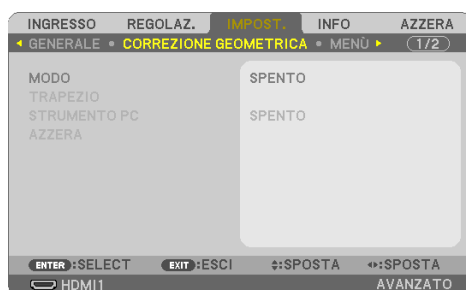 INGRESSO REGOLAZ. IMPOST. INFO AZZERA
GENERALE • CORREZIONE GEOMETRICA • MENÙ 1/2
MODO SPENTO
TRAPEZIO
STRUMENTO PC SPENTO
AZZERA
ENTER :SELECT EXIT :ESCI :SPOSTA :SPOSTA
HDMI1 AVANZATO